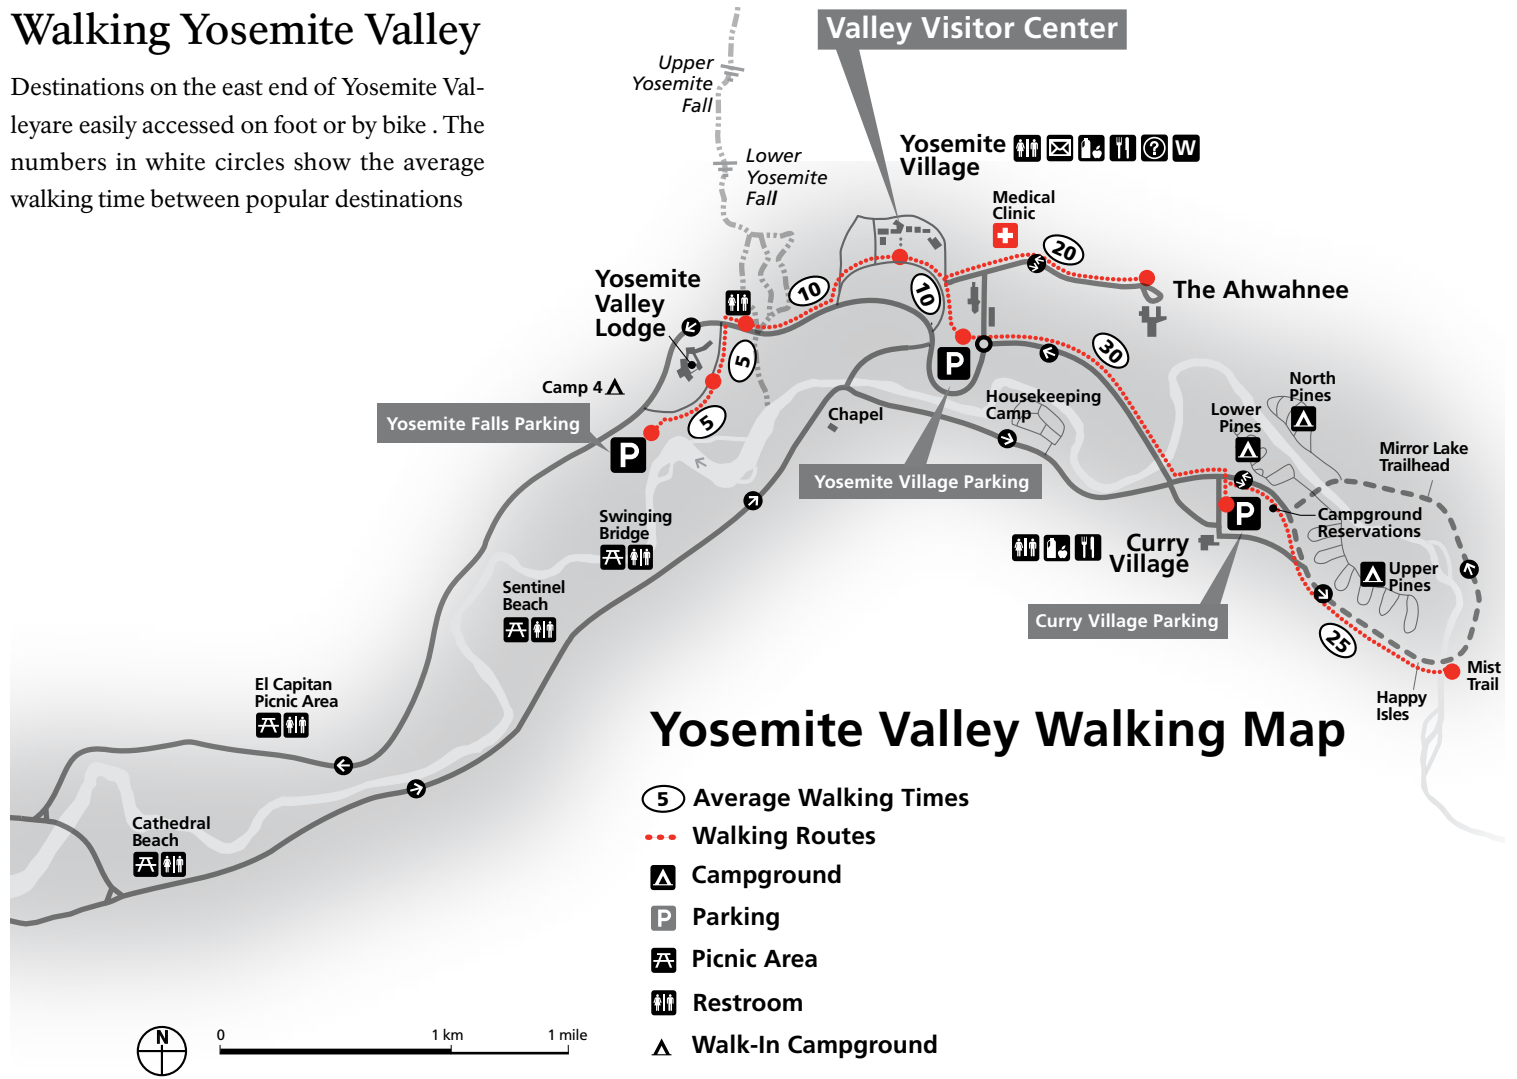 Walking Yosemite Valley
Destinations on the east end of Yosemite Val-
leyare easily accessed on foot or by bike . The
numbers in white circles show the average
walking time between popular destinations
Valley Visitor Center
Upper
Yosemite
Fall
Lower
Yosemite
Fall
Yosemite
Village
W
Medical
Clinic
20
The Ahwahnee
Yosemite
Valley
Lodge
10
10
5
30
P
Camp 4
Yosemite Falls Parking
5
P
Chapel
Housekeeping
Camp
Yosemite Village Parking
North
Pines
Lower
Pines
Mirror Lake
Trailhead
P
Campground
Reservations
Swinging
Bridge
Curry
Village
Upper
Pines
Sentinel
Beach
Curry Village Parking
25
Mist
Trail
Happy
Isles
El Capitan
Picnic Area
Cathedral
Beach
Yosemite Valley Walking Map
5 Average Walking Times
Walking Routes
Campground
P Parking
Picnic Area
Restroom
Walk-In Campground
N
0 1 km 1 mile